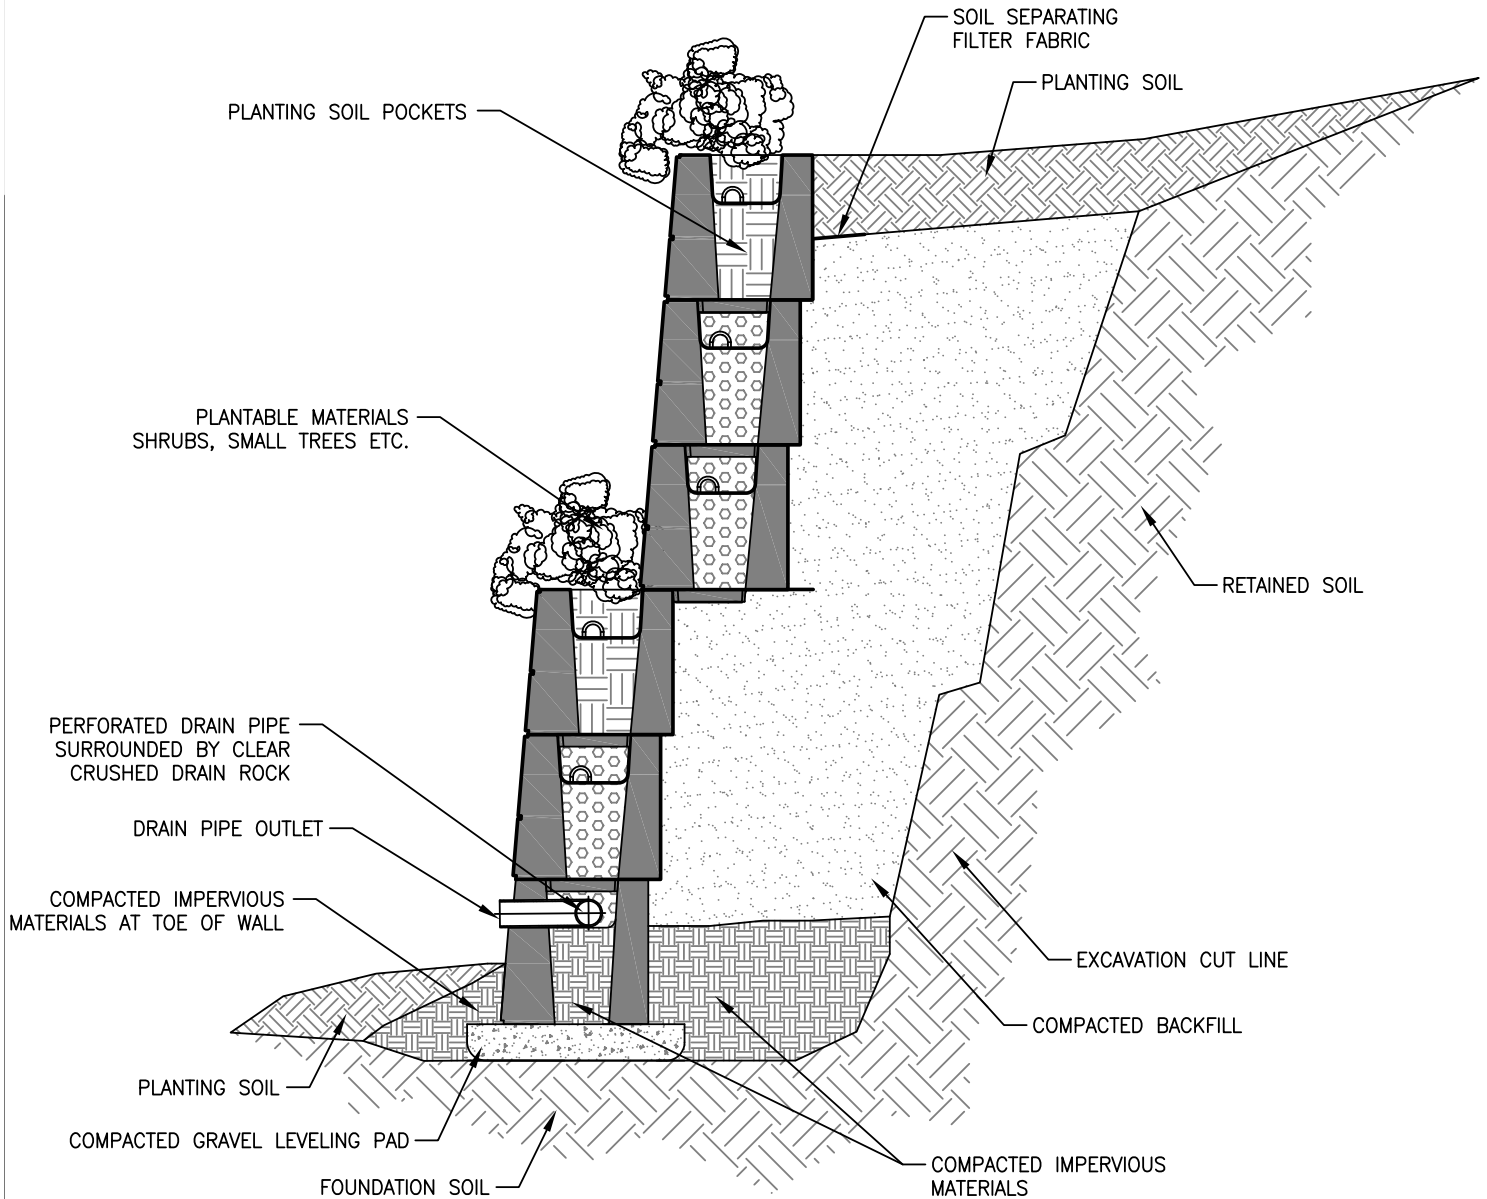 SOIL SEPARATING
FILTER FABRIC
PLANTING SOIL
PLANTING SOIL POCKETS
PLANTABLE MATERIALS
SHRUBS, SMALL TREES ETC.
RETAINED SOIL
PERFORATED DRAIN PIPE
SURROUNDED BY CLEAR
CRUSHED DRAIN ROCK
DRAIN PIPE OUTLET
COMPACTED IMPERVIOUS
MATERIALS AT TOE OF WALL
EXCAVATION CUT LINE
COMPACTED BACKFILL
PLANTING SOIL
COMPACTED GRAVEL LEVELING PAD
FOUNDATION SOIL
COMPACTED IMPERVIOUS
MATERIALS